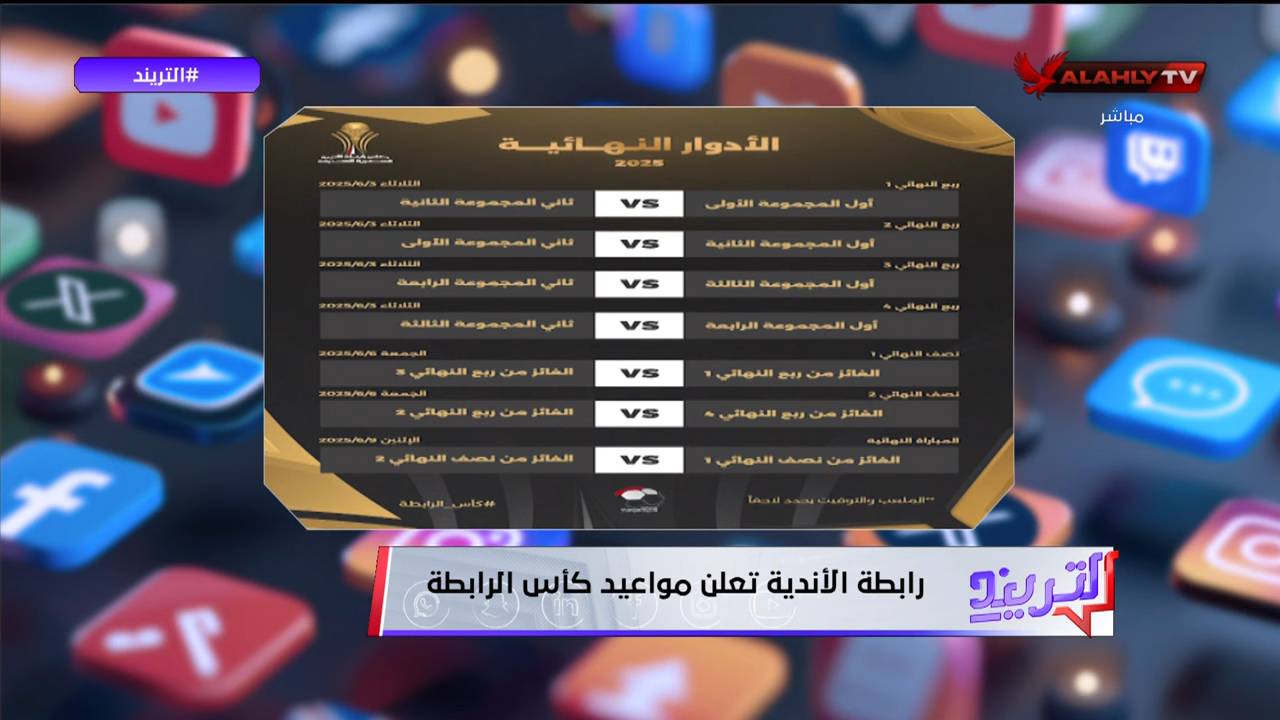 #التريند
ALAHLY TV
مباشر
الأدوار النهائية
2025
ربع النهائي 1
الثلاثاء 2025/6/3
أول المجموعة الأولى VS ثاني المجموعة الثانية
ربع النهائي 2
الثلاثاء 2025/6/3
أول المجموعة الثانية VS ثاني المجموعة الأولى
ربع النهائي 3
الثلاثاء 2025/6/3
أول المجموعة الثالثة VS ثاني المجموعة الرابعة
ربع النهائي 4
الثلاثاء 2025/6/3
أول المجموعة الرابعة VS ثاني المجموعة الثالثة
نصف النهائي 1
الجمعة 2025/6/6
الفائز من ربع النهائي 1 VS الفائز من ربع النهائي 3
نصف النهائي 2
الجمعة 2025/6/6
الفائز من ربع النهائي 4 VS الفائز من ربع النهائي 2
المباراة النهائية
الإثنين 2025/6/9
الفائز من نصف النهائي 1 VS الفائز من نصف النهائي 2
**الملعب والتوقيت يحدد لاحقاً
#كأس_الرابطة
التريند
رابطة الأندية تعلن مواعيد كأس الرابطة